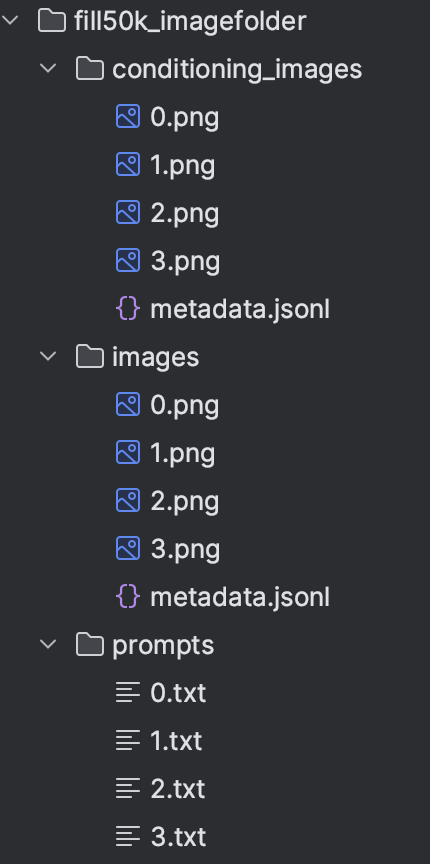 fill50k_imagefolder
conditioning_images
0.png
1.png
2.png
3.png
metadata.jsonl
images
0.png
1.png
2.png
3.png
metadata.jsonl
prompts
0.txt
1.txt
2.txt
3.txt